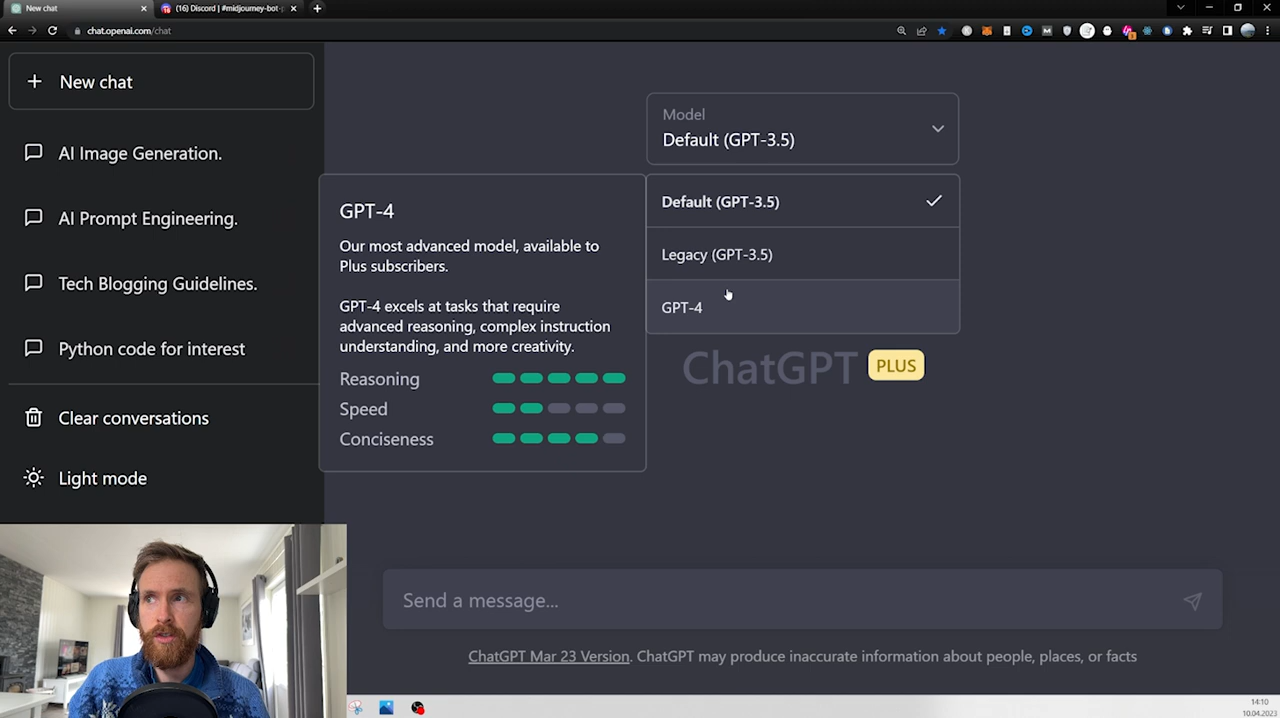 New chat
(16) Discord | #midjourney-bot-
chat.openai.com/chat
New chat
AI Image Generation.
AI Prompt Engineering.
Tech Blogging Guidelines.
Python code for interest
Clear conversations
Light mode
Model
Default (GPT-3.5)
Default (GPT-3.5)
Legacy (GPT-3.5)
GPT-4
GPT-4
Our most advanced model, available to
Plus subscribers.
GPT-4 excels at tasks that require
advanced reasoning, complex instruction
understanding, and more creativity.
Reasoning
Speed
Conciseness
ChatGPT PLUS
Send a message...
ChatGPT Mar 23 Version. ChatGPT may produce inaccurate information about people, places, or facts
14:10
10.04.2023